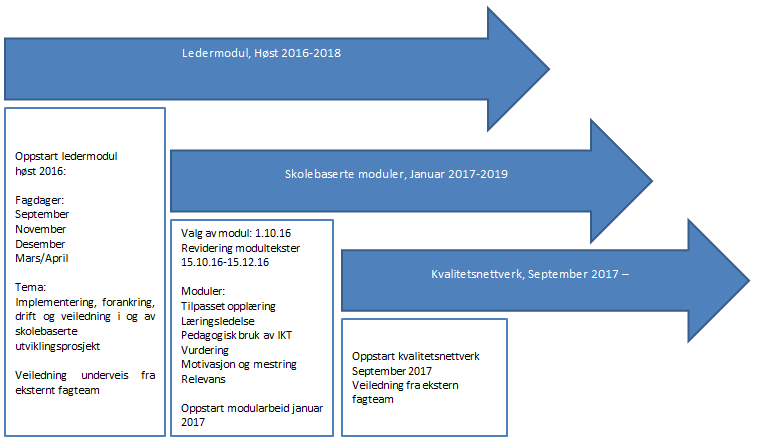 Ledermodul, Høst 2016-2018
Oppstart ledermodul
høst 2016:
Fagdager:
September
November
Desember
Mars/April
Tema:
Implementering, forankring,
drift og veiledning i og av
skolebaserte
utviklingsprosjekt
Veiledning underveis fra
eksternt fagteam
Skolebaserte moduler, Januar 2017-2019
Valg av modul: 1.10.16
Revidering modultekster
15.10.16-15.12.16
Moduler:
Tilpasset opplæring
Læringsledelse
Pedagogisk bruk av IKT
Vurdering
Motivasjon og mestring
Relevans
Oppstart modularbeid januar
2017
Kvalitetsnettverk, September 2017 –
Oppstart kvalitetsnettverk
September 2017
Veiledning fra ekstern
fagteam